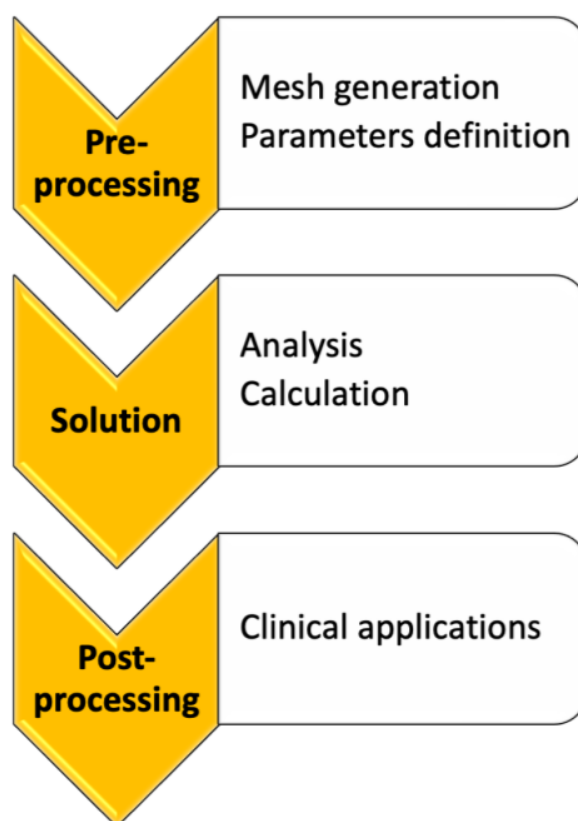 Pre-
processing
Mesh generation
Parameters definition
Solution
Analysis
Calculation
Post-
processing
Clinical applications